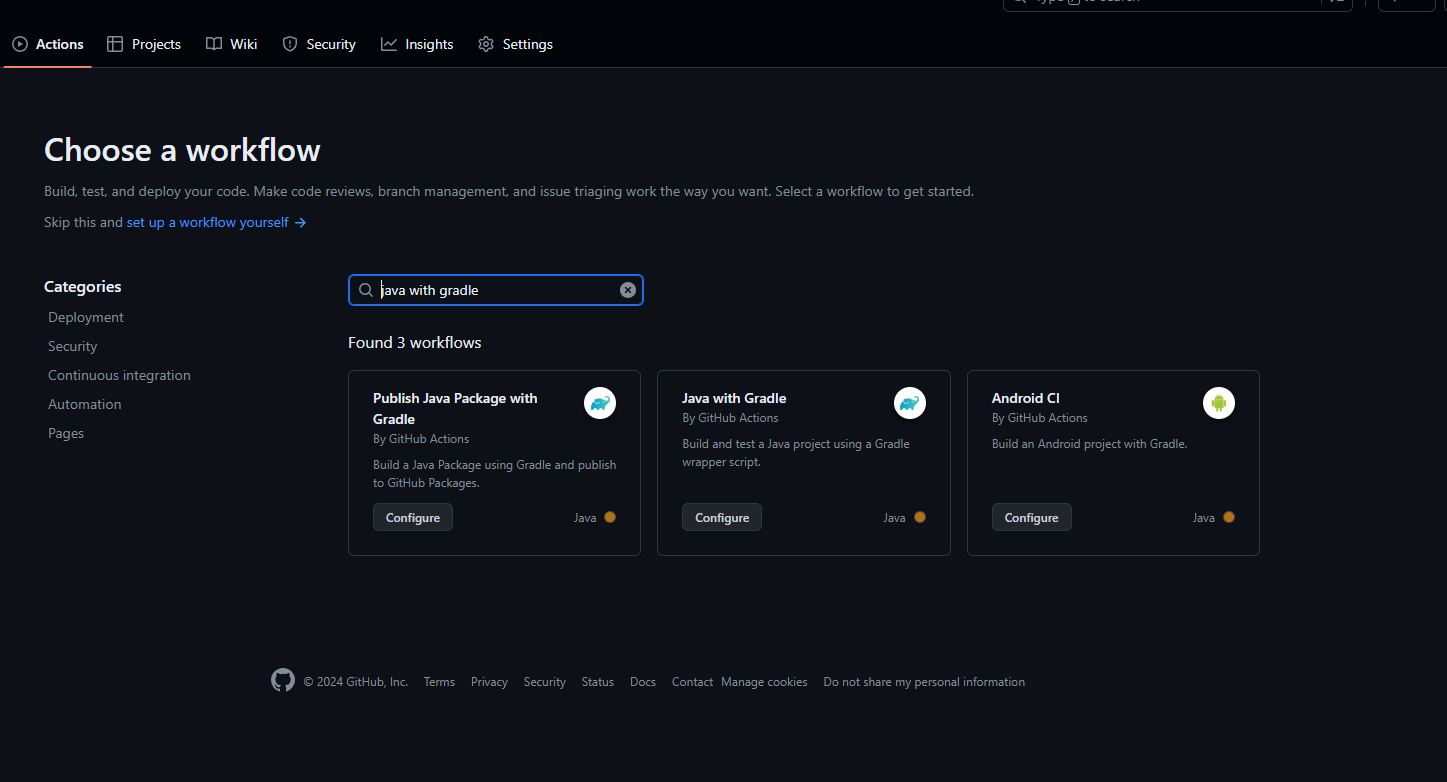 Type / to search
Actions
Projects
Wiki
Security
Insights
Settings
Choose a workflow
Build, test, and deploy your code. Make code reviews, branch management, and issue triaging work the way you want. Select a workflow to get started.
Skip this and set up a workflow yourself →
Categories
Deployment
Security
Continuous integration
Automation
Pages
java with gradle
Found 3 workflows
Publish Java Package with
Gradle
By GitHub Actions
Build a Java Package using Gradle and publish
to GitHub Packages.
Configure
Java
Java with Gradle
By GitHub Actions
Build and test a Java project using a Gradle
wrapper script.
Configure
Java
Android CI
By GitHub Actions
Build an Android project with Gradle.
Configure
Java
© 2024 GitHub, Inc.
Terms
Privacy
Security
Status
Docs
Contact
Manage cookies
Do not share my personal information